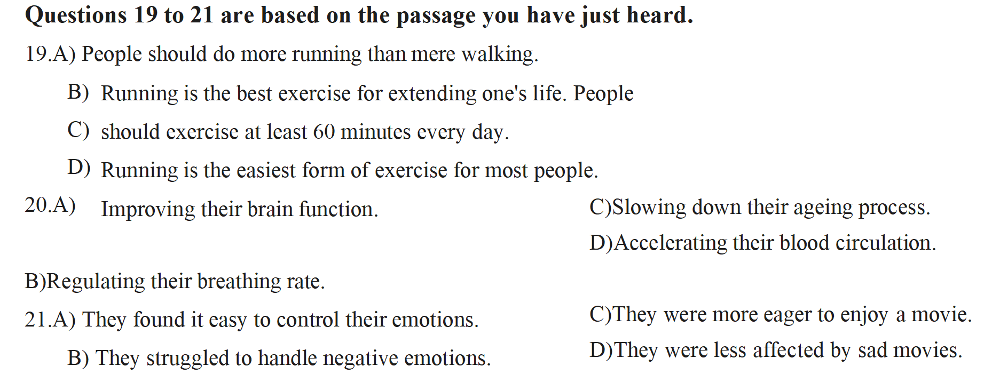 Questions 19 to 21 are based on the passage you have just heard.
19.A) People should do more running than mere walking.
B) Running is the best exercise for extending one's life. People
C) should exercise at least 60 minutes every day.
D) Running is the easiest form of exercise for most people.
20.A) Improving their brain function.
C)Slowing down their ageing process.
D)Accelerating their blood circulation.
B)Regulating their breathing rate.
21.A) They found it easy to control their emotions.
C)They were more eager to enjoy a movie.
B) They struggled to handle negative emotions.
D)They were less affected by sad movies.